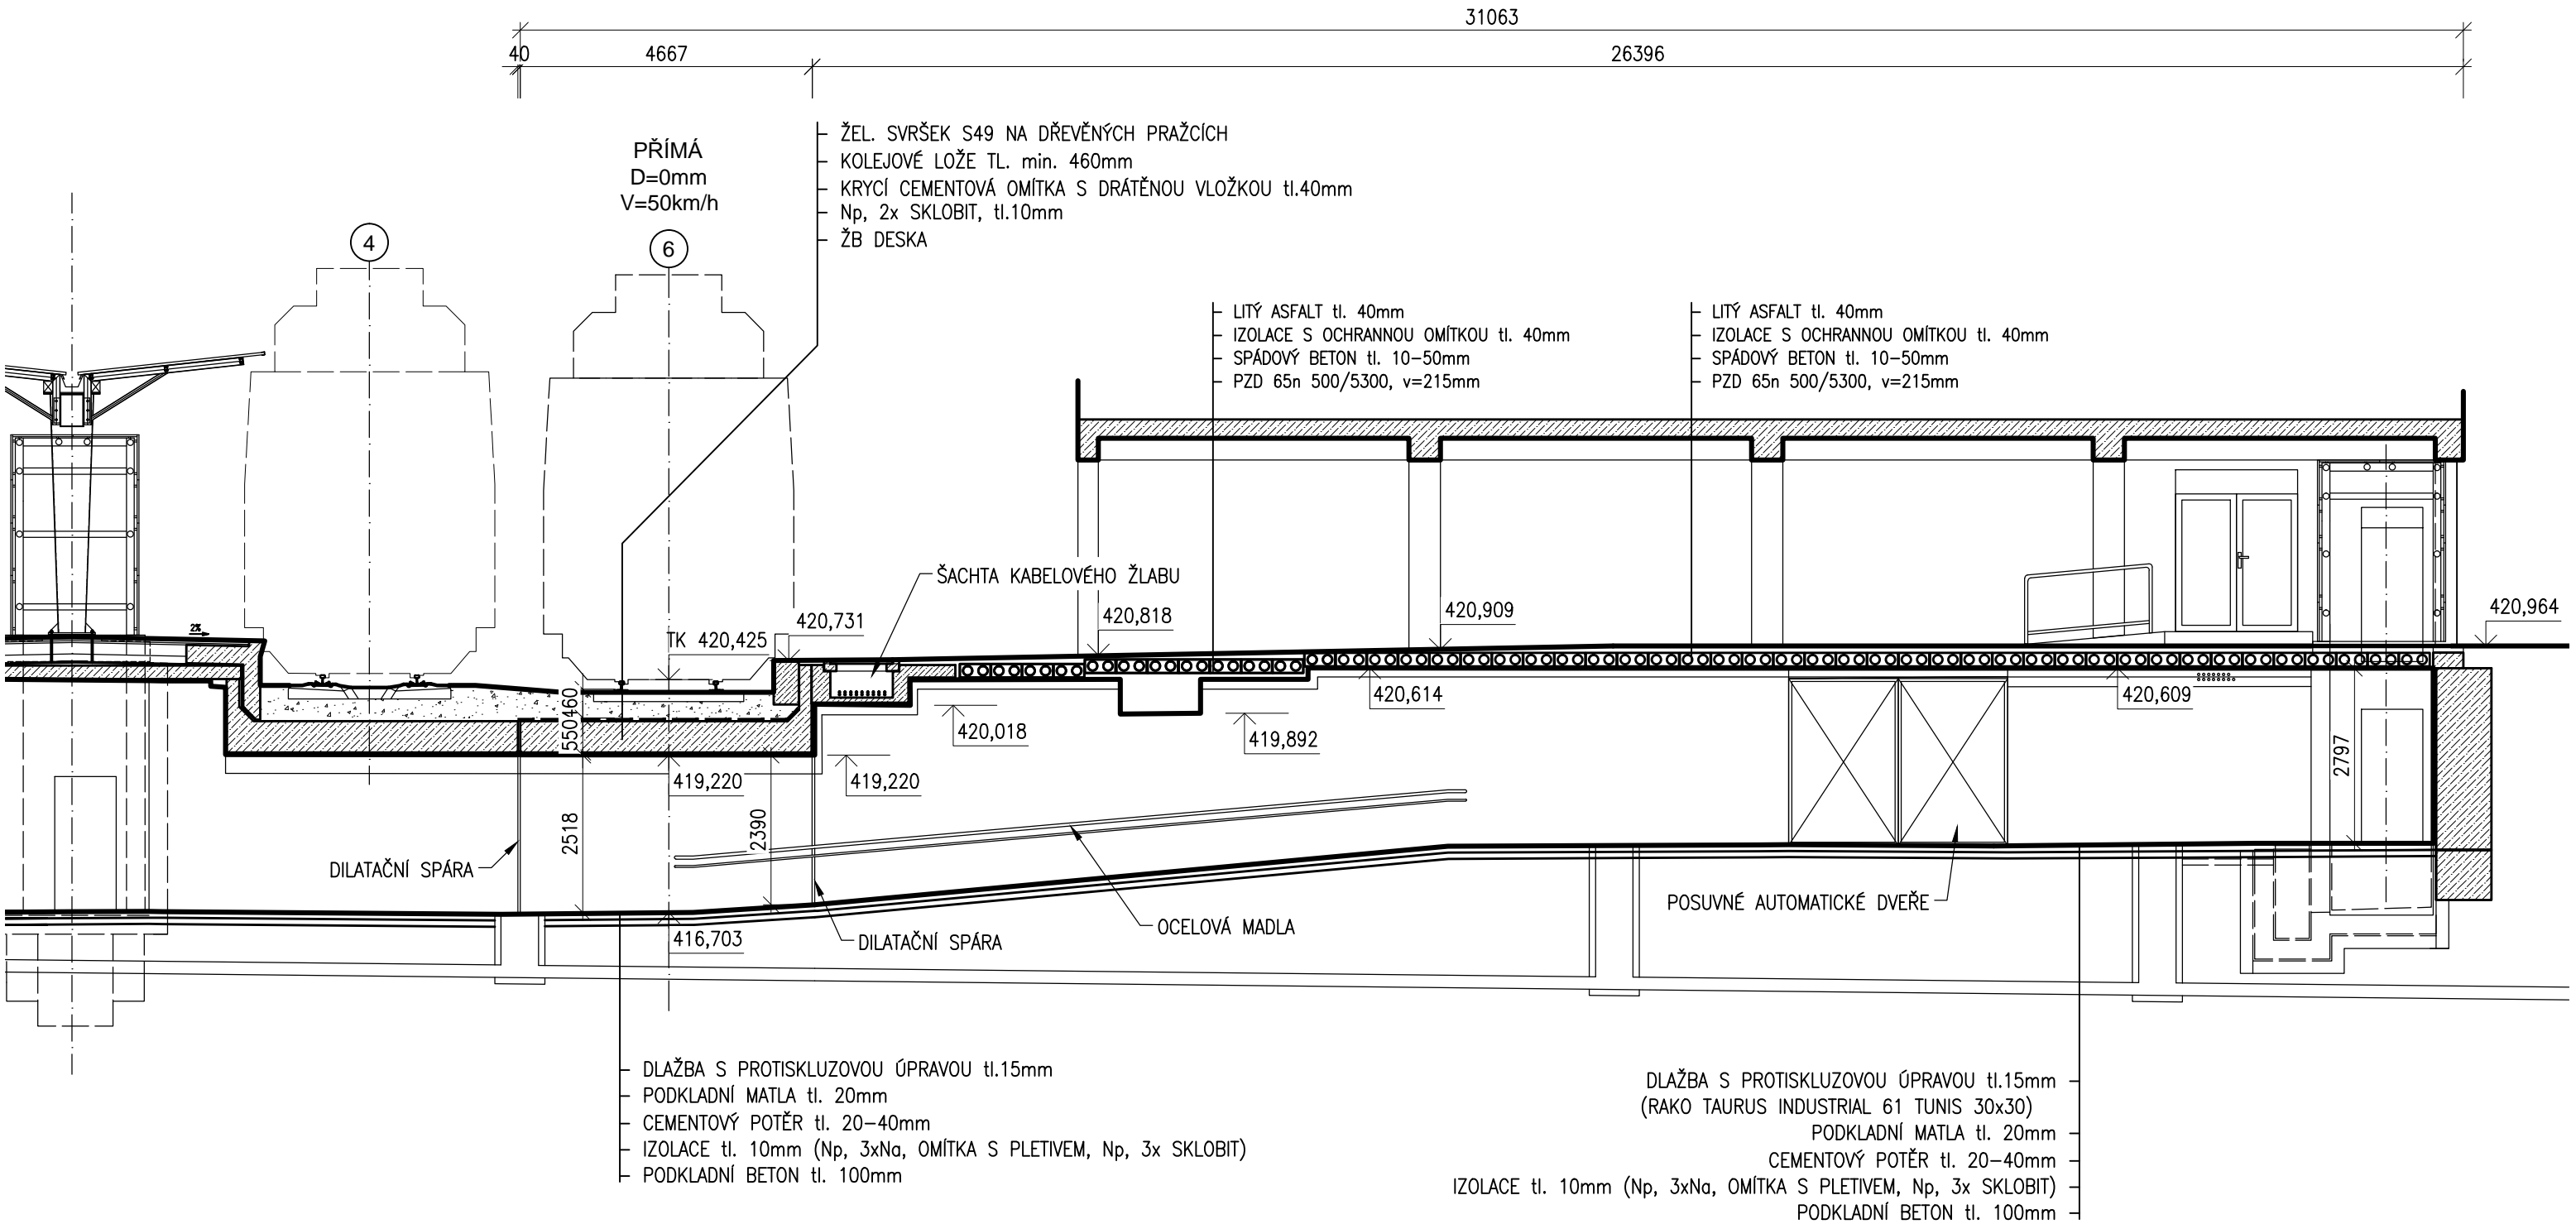 31063
40
4667
26396
ŽEL. SVRŠEK S49 NA DŘEVĚNÝCH PRAŽCÍCH
KOLEJOVÉ LOŽE TL. min. 460mm
KRYCÍ CEMENTOVÁ OMÍTKA S DRÁTĚNOU VLOŽKOU tl.40mm
Np, 2x SKLOBIT, tl.10mm
ŽB DESKA
PŘÍMÁ
D=0mm
V=50km/h
4
6
LITÝ ASFALT tl. 40mm
IZOLACE S OCHRANNOU OMÍTKOU tl. 40mm
SPÁDOVÝ BETON tl. 10-50mm
PZD 65n 500/5300, v=215mm
LITÝ ASFALT tl. 40mm
IZOLACE S OCHRANNOU OMÍTKOU tl. 40mm
SPÁDOVÝ BETON tl. 10-50mm
PZD 65n 500/5300, v=215mm
ŠACHTA KABELOVÉHO ŽLABU
2%
TK 420,425
420,731
420,818
420,909
420,964
460
550
420,018
419,892
420,614
420,609
419,220
419,220
2518
2390
2797
DILATAČNÍ SPÁRA
416,703
DILATAČNÍ SPÁRA
OCELOVÁ MADLA
POSUVNÉ AUTOMATICKÉ DVEŘE
DLAŽBA S PROTISKLUZOVOU ÚPRAVOU tl.15mm
PODKLADNÍ MATLA tl. 20mm
CEMENTOVÝ POTĚR tl. 20-40mm
IZOLACE tl. 10mm (Np, 3xNa, OMÍTKA S PLETIVEM, Np, 3x SKLOBIT)
PODKLADNÍ BETON tl. 100mm
DLAŽBA S PROTISKLUZOVOU ÚPRAVOU tl.15mm
(RAKO TAURUS INDUSTRIAL 61 TUNIS 30x30)
PODKLADNÍ MATLA tl. 20mm
CEMENTOVÝ POTĚR tl. 20-40mm
IZOLACE tl. 10mm (Np, 3xNa, OMÍTKA S PLETIVEM, Np, 3x SKLOBIT)
PODKLADNÍ BETON tl. 100mm